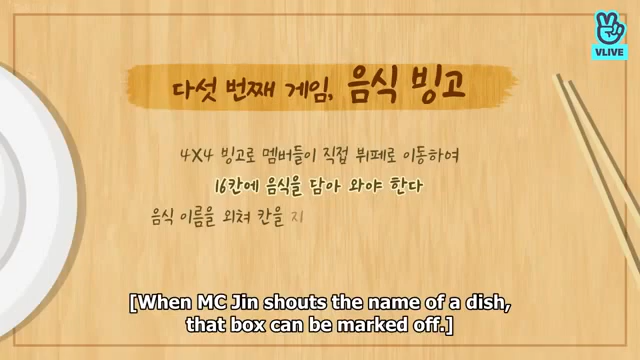 VLIVE
다섯 번째 게임, 음식 빙고
4X4 빙고로 멤버들이 직접 뷔페로 이동하여
16칸에 음식을 담아 와야 한다
음식 이름을 외쳐 칸을 지
[When MC Jin shouts the name of a dish,
that box can be marked off.]